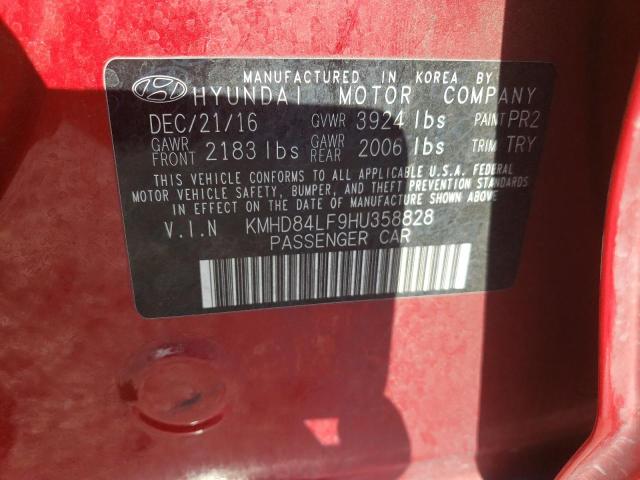 MANUFACTURED IN KOREA BY
HYUNDAI MOTOR COMPANY
DEC/21/16 GVWR 3924 lbs PAINT PR2
GAWR FRONT 2183 lbs GAWR REAR 2006 lbs TRIM TRY
THIS VEHICLE CONFORMS TO ALL APPLICABLE U.S.A. FEDERAL
MOTOR VEHICLE SAFETY, BUMPER, AND THEFT PREVENTION STANDARDS
IN EFFECT ON THE DATE OF MANUFACTURE SHOWN ABOVE.
V.I.N KMHD84LF9HU358828
PASSENGER CAR